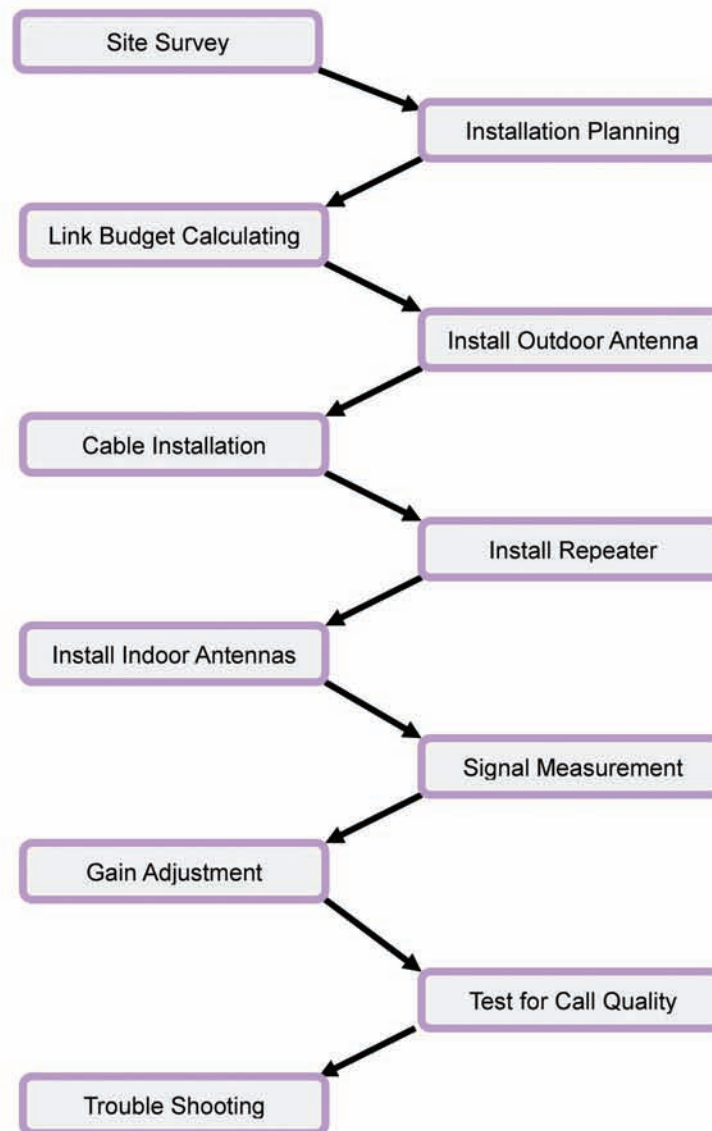 Site Survey
Installation Planning
Link Budget Calculating
Install Outdoor Antenna
Cable Installation
Install Repeater
Install Indoor Antennas
Signal Measurement
Gain Adjustment
Test for Call Quality
Trouble Shooting